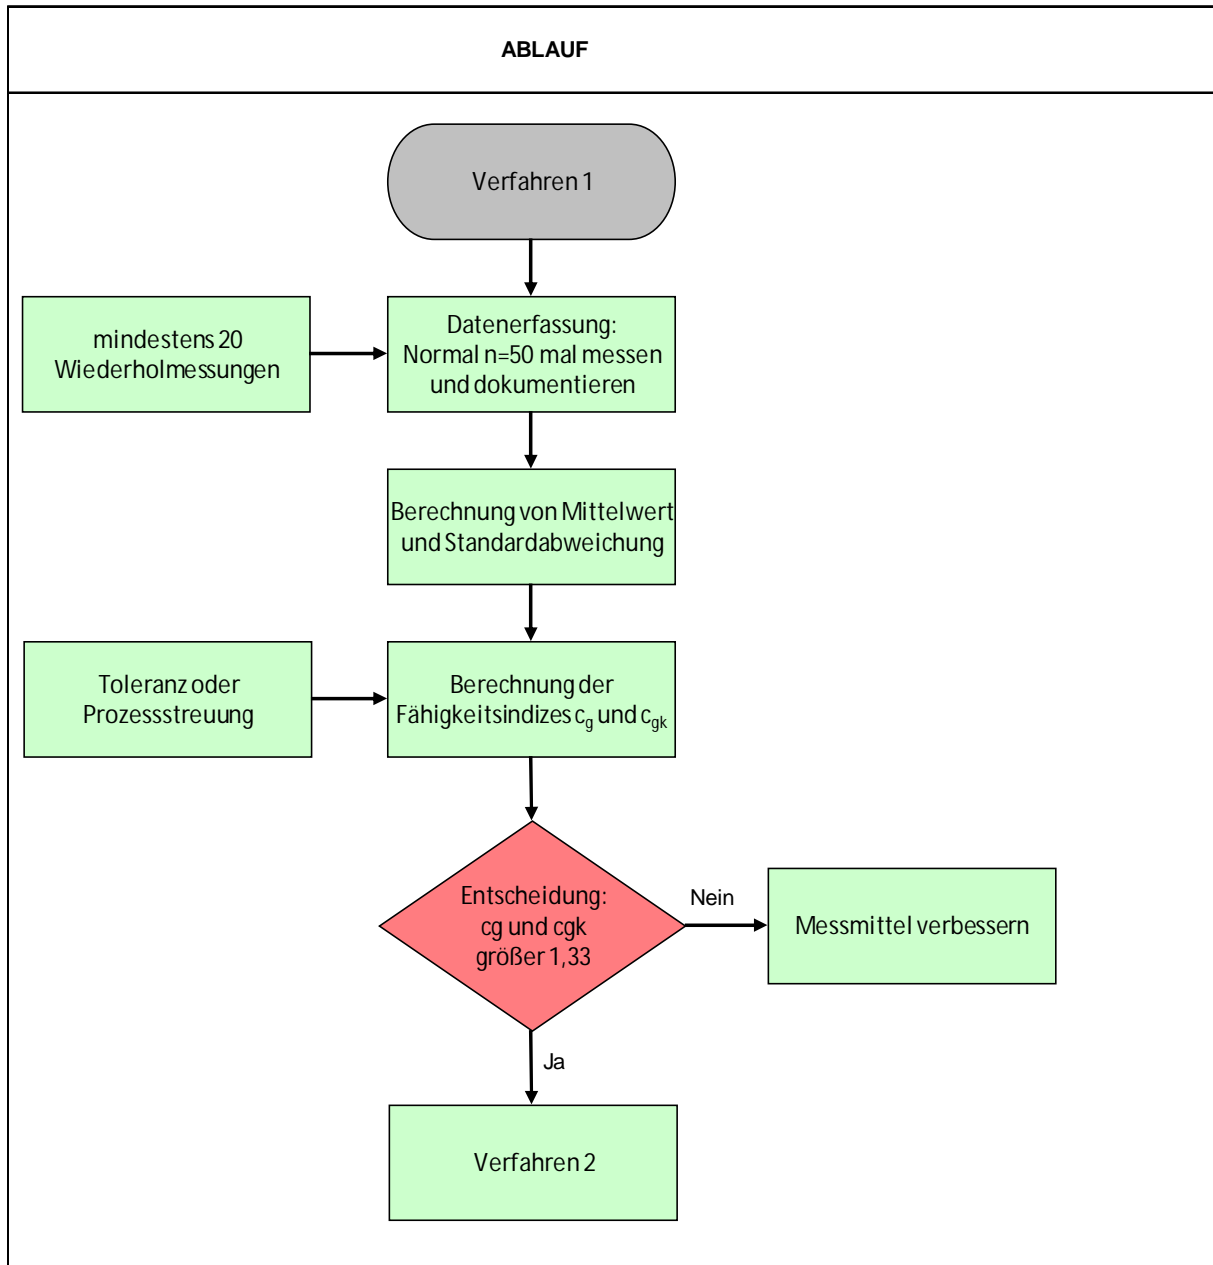 ABLAUF
Verfahren 1
mindestens 20
Wiederholmessungen
Datenerfassung:
Normal n=50 mal messen
und dokumentieren
Berechnung von Mittelwert
und Standardabweichung
Toleranz oder
Prozessstreuung
Berechnung der
Fähigkeitsindizes cg und cgk
Entscheidung:
cg und cgk
größer 1,33
Nein
Messmittel verbessern
Ja
Verfahren 2